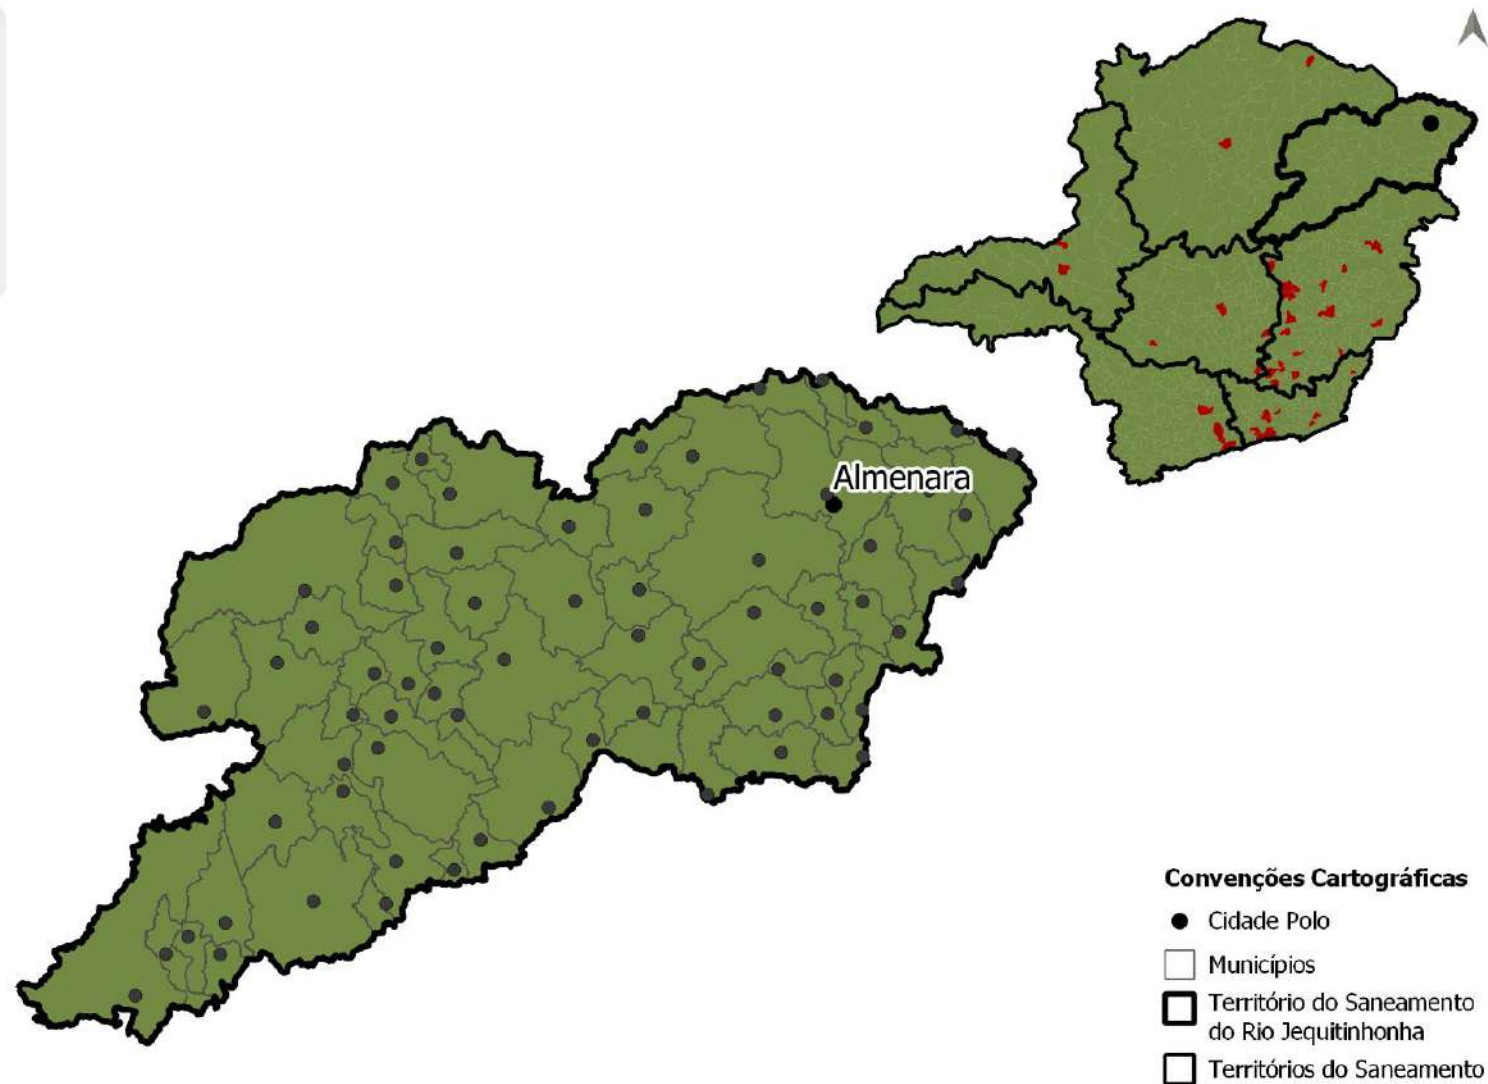 Almenara
Convenções Cartográficas
Cidade Polo
Municípios
Território do Saneamento
do Rio Jequitinhonha
Territórios do Saneamento